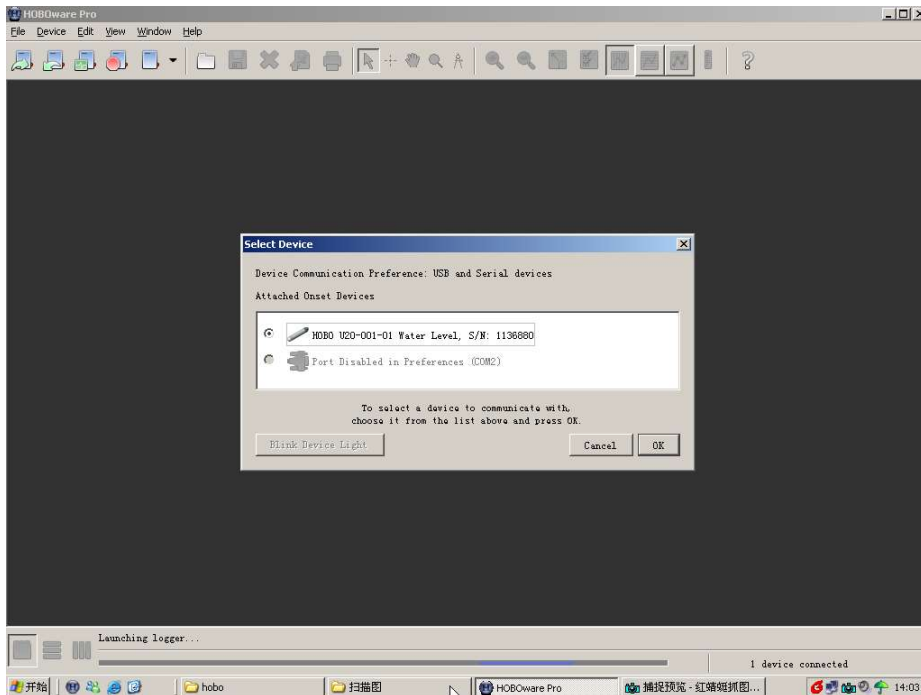 HOBOware Pro
File Device Edit View Window Help
Select Device
Device Communication Preference: USB and Serial devices
Attached Onset Devices
HOBO U20-001-01 Water Level, S/N: 1136880
Port Disabled in Preferences (COM2)
To select a device to communicate with,
choose it from the list above and press OK.
Blink Device Light Cancel OK
Launching logger...
1 device connected
开始 hobo 扫描图 HOBOware Pro 捕捉预览 - 红蜻蜓抓图... 14:03